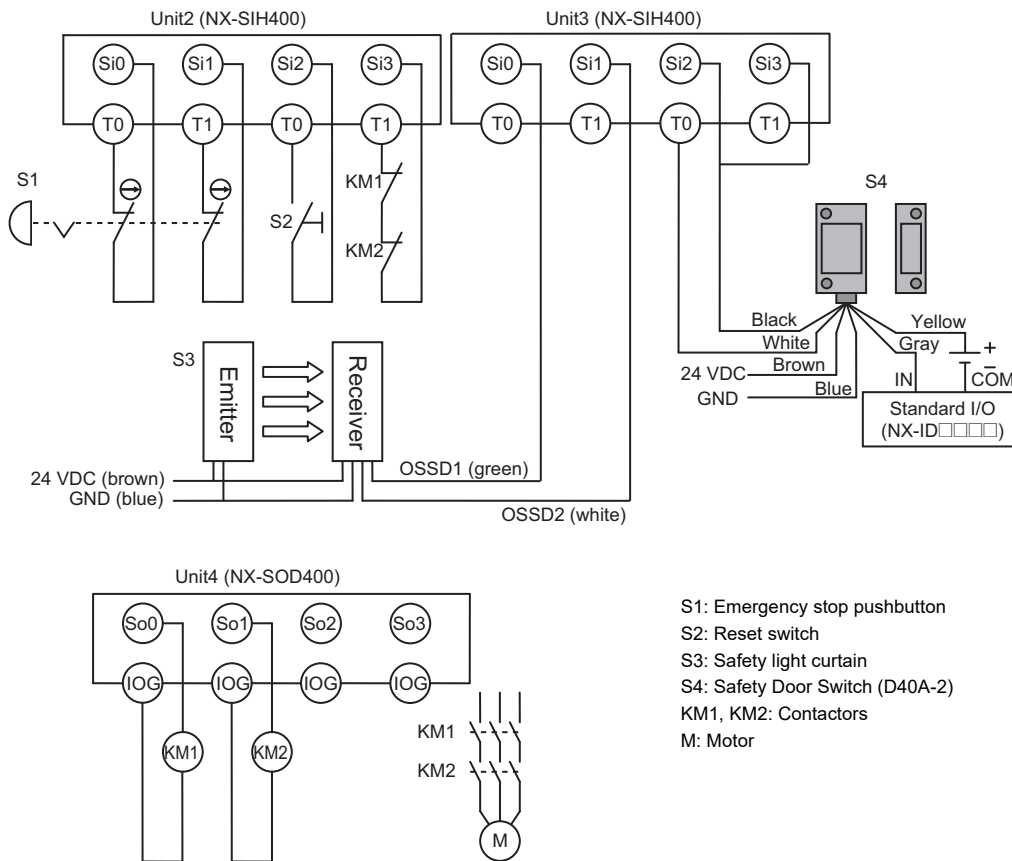 Unit2 (NX-SIH400)
Unit3 (NX-SIH400)
Si0 Si1 Si2 Si3
Si0 Si1 Si2 Si3
T0 T1 T0 T1
T0 T1 T0 T1
S1
S2
KM1
KM2
S4
Black
White
Brown
Blue
Yellow
Gray
24 VDC
GND
IN
+
−
COM
Standard I/O
(NX-ID□□□□)
S3
Emitter
Receiver
24 VDC (brown)
GND (blue)
OSSD1 (green)
OSSD2 (white)
Unit4 (NX-SOD400)
So0 So1 So2 So3
IOG IOG IOG IOG
KM1 KM2
KM1
KM2
M
S1: Emergency stop pushbutton
S2: Reset switch
S3: Safety light curtain
S4: Safety Door Switch (D40A-2)
KM1, KM2: Contactors
M: Motor